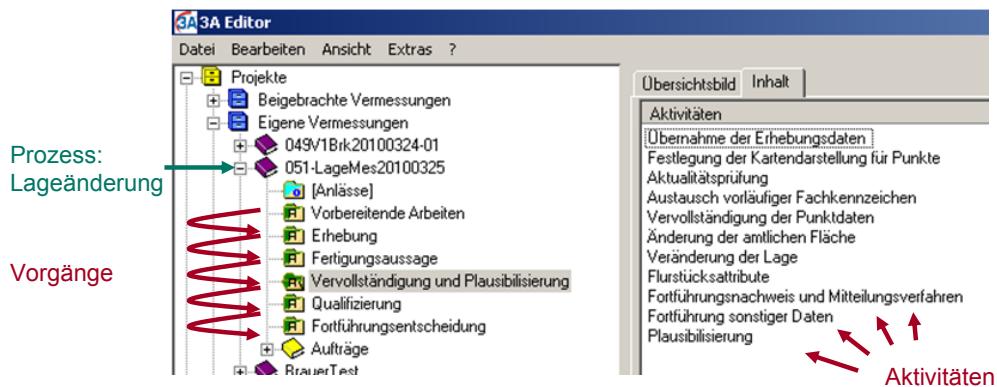 3A 3A Editor
Datei Bearbeiten Ansicht Extras ?
Projekte
Beigebrachte Vermessungen
Eigene Vermessungen
049V1Brk20100324-01
051-LageMes20100325
[Anlässe]
Vorbereitende Arbeiten
Erhebung
Fertigungsaussage
Vervollständigung und Plausibilisierung
Qualifizierung
Fortführungsentscheidung
Aufträge
BrauerTest
Prozess:
Lageänderung
Vorgänge
Übersichtsbild Inhalt
Aktivitäten
Übernahme der Erhebungsdaten
Festlegung der Kartendarstellung für Punkte
Aktualitätsprüfung
Austausch vorläufiger Fachkennzeichen
Vervollständigung der Punktdaten
Änderung der amtlichen Fläche
Veränderung der Lage
Flurstücksattribute
Fortführungsnachweis und Mitteilungsverfahren
Fortführung sonstiger Daten
Plausibilisierung
Aktivitäten